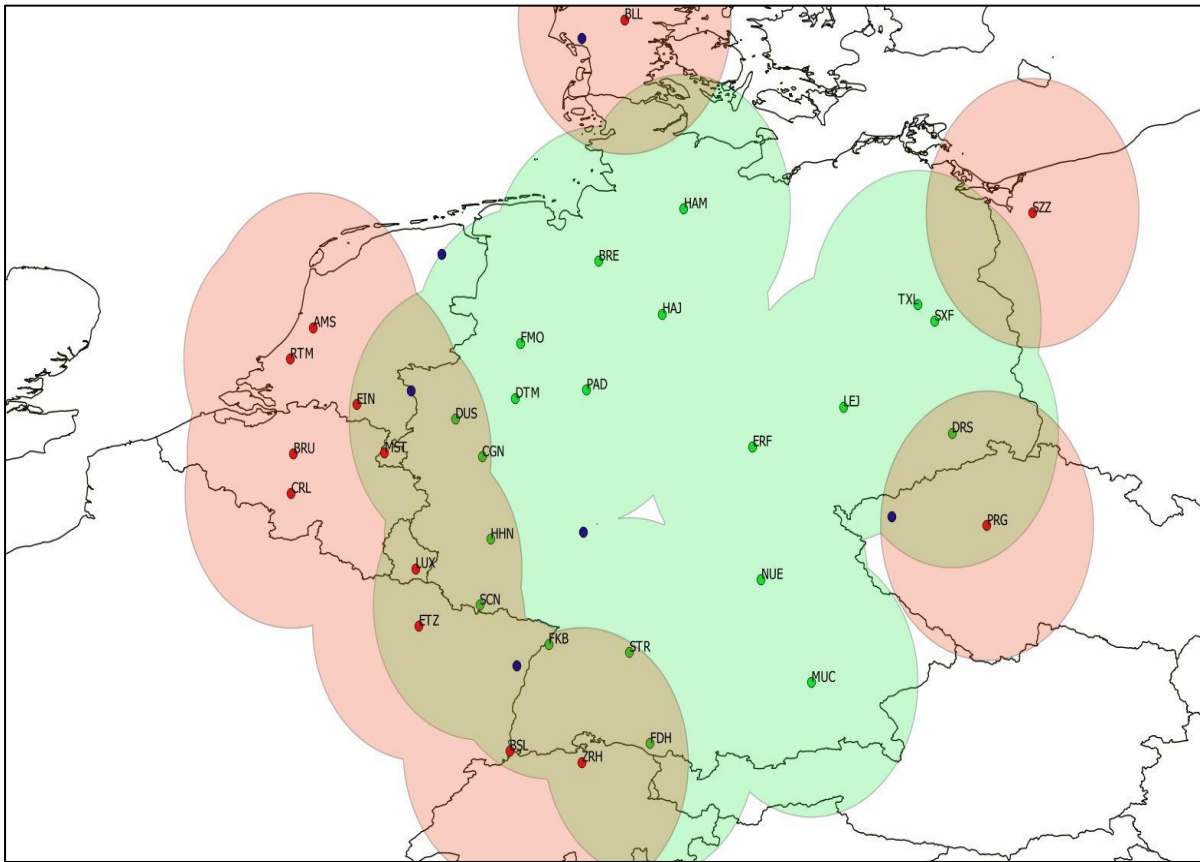 BLL
HAM
SZZ
BRE
TXL
HAJ
SXF
AMS
FMO
RTM
PAD
EIN
DTM
LEJ
DUS
DRS
ERF
BRU
MST
CGN
CRL
PRG
HHN
LUX
NUE
SCN
ETZ
FKB
STR
MUC
FDH
BSL
ZRH